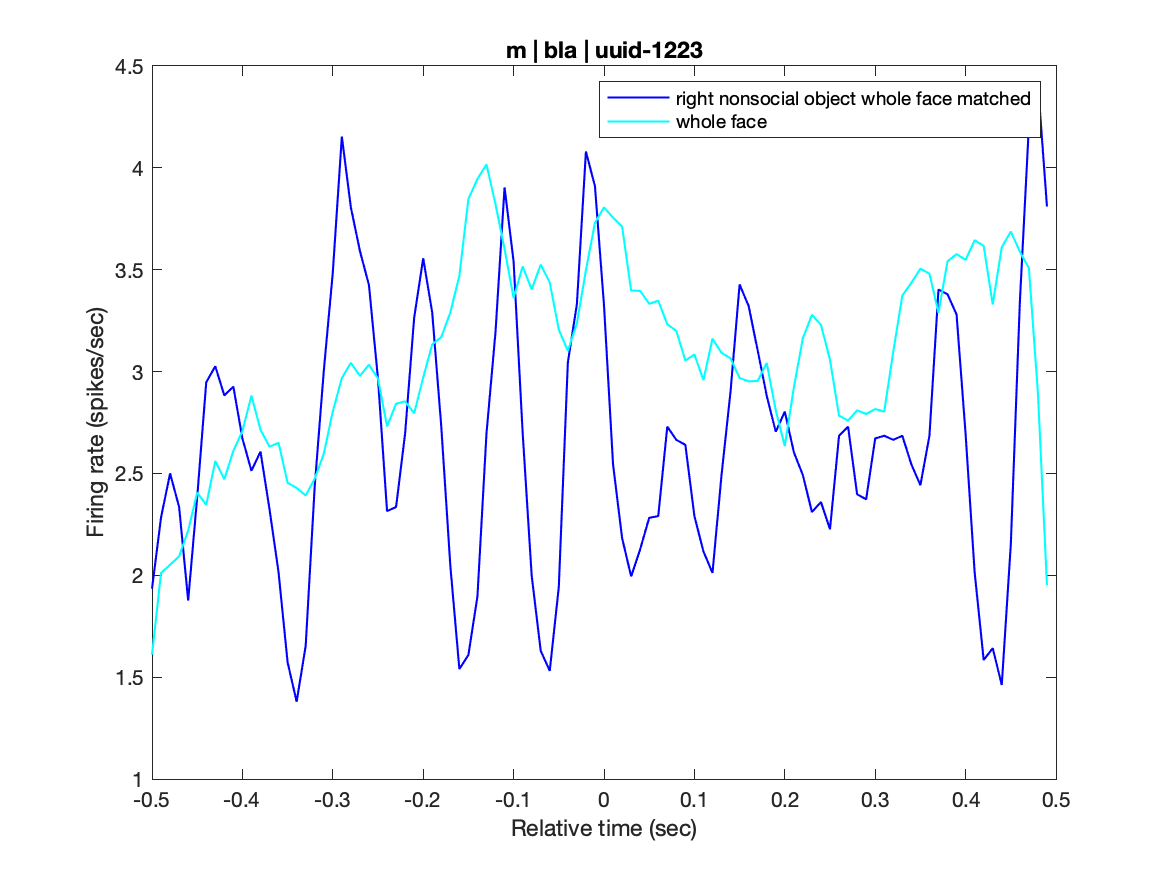 m | bla | uuid-1223
4.5
right nonsocial object whole face matched
whole face
4
3.5
3
2.5
2
1.5
1
Firing rate (spikes/sec)
-0.5 -0.4 -0.3 -0.2 -0.1 0 0.1 0.2 0.3 0.4 0.5
Relative time (sec)